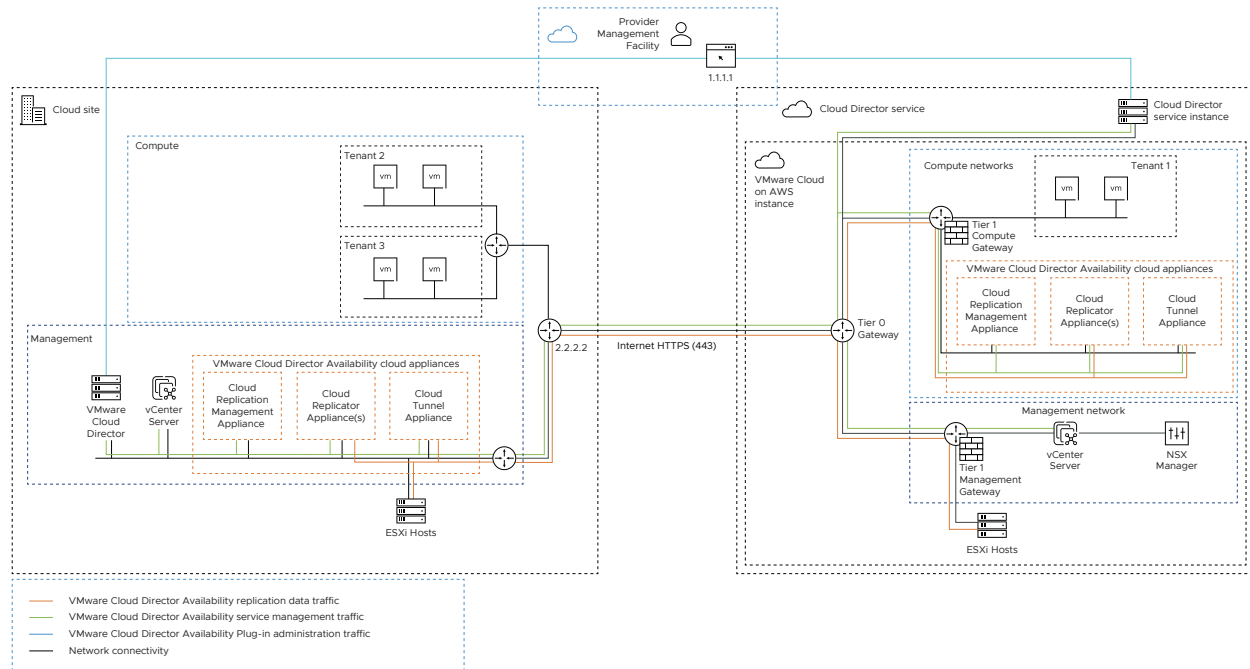 Provider
Management
Facility
1.1.1.1
Cloud site
Compute
Tenant 2
vm
vm
Tenant 3
vm
vm
Management
VMware Cloud Director Availability cloud appliances
Cloud
Replication
Management
Appliance
Cloud
Replicator
Appliance(s)
Cloud
Tunnel
Appliance
VMware
Cloud
Director
vCenter
Server
ESXi Hosts
2.2.2.2
Internet HTTPS (443)
Cloud Director service
Cloud Director
service instance
VMware Cloud
on AWS
instance
Compute networks
Tenant 1
vm
vm
Tier 1
Compute
Gateway
VMware Cloud Director Availability cloud appliances
Cloud
Replication
Management
Appliance
Cloud
Replicator
Appliance(s)
Cloud
Tunnel
Appliance
Tier 0
Gateway
Management network
Tier 1
Management
Gateway
vCenter
Server
NSX
Manager
ESXi Hosts
VMware Cloud Director Availability replication data traffic
VMware Cloud Director Availability service management traffic
VMware Cloud Director Availability Plug-in administration traffic
Network connectivity